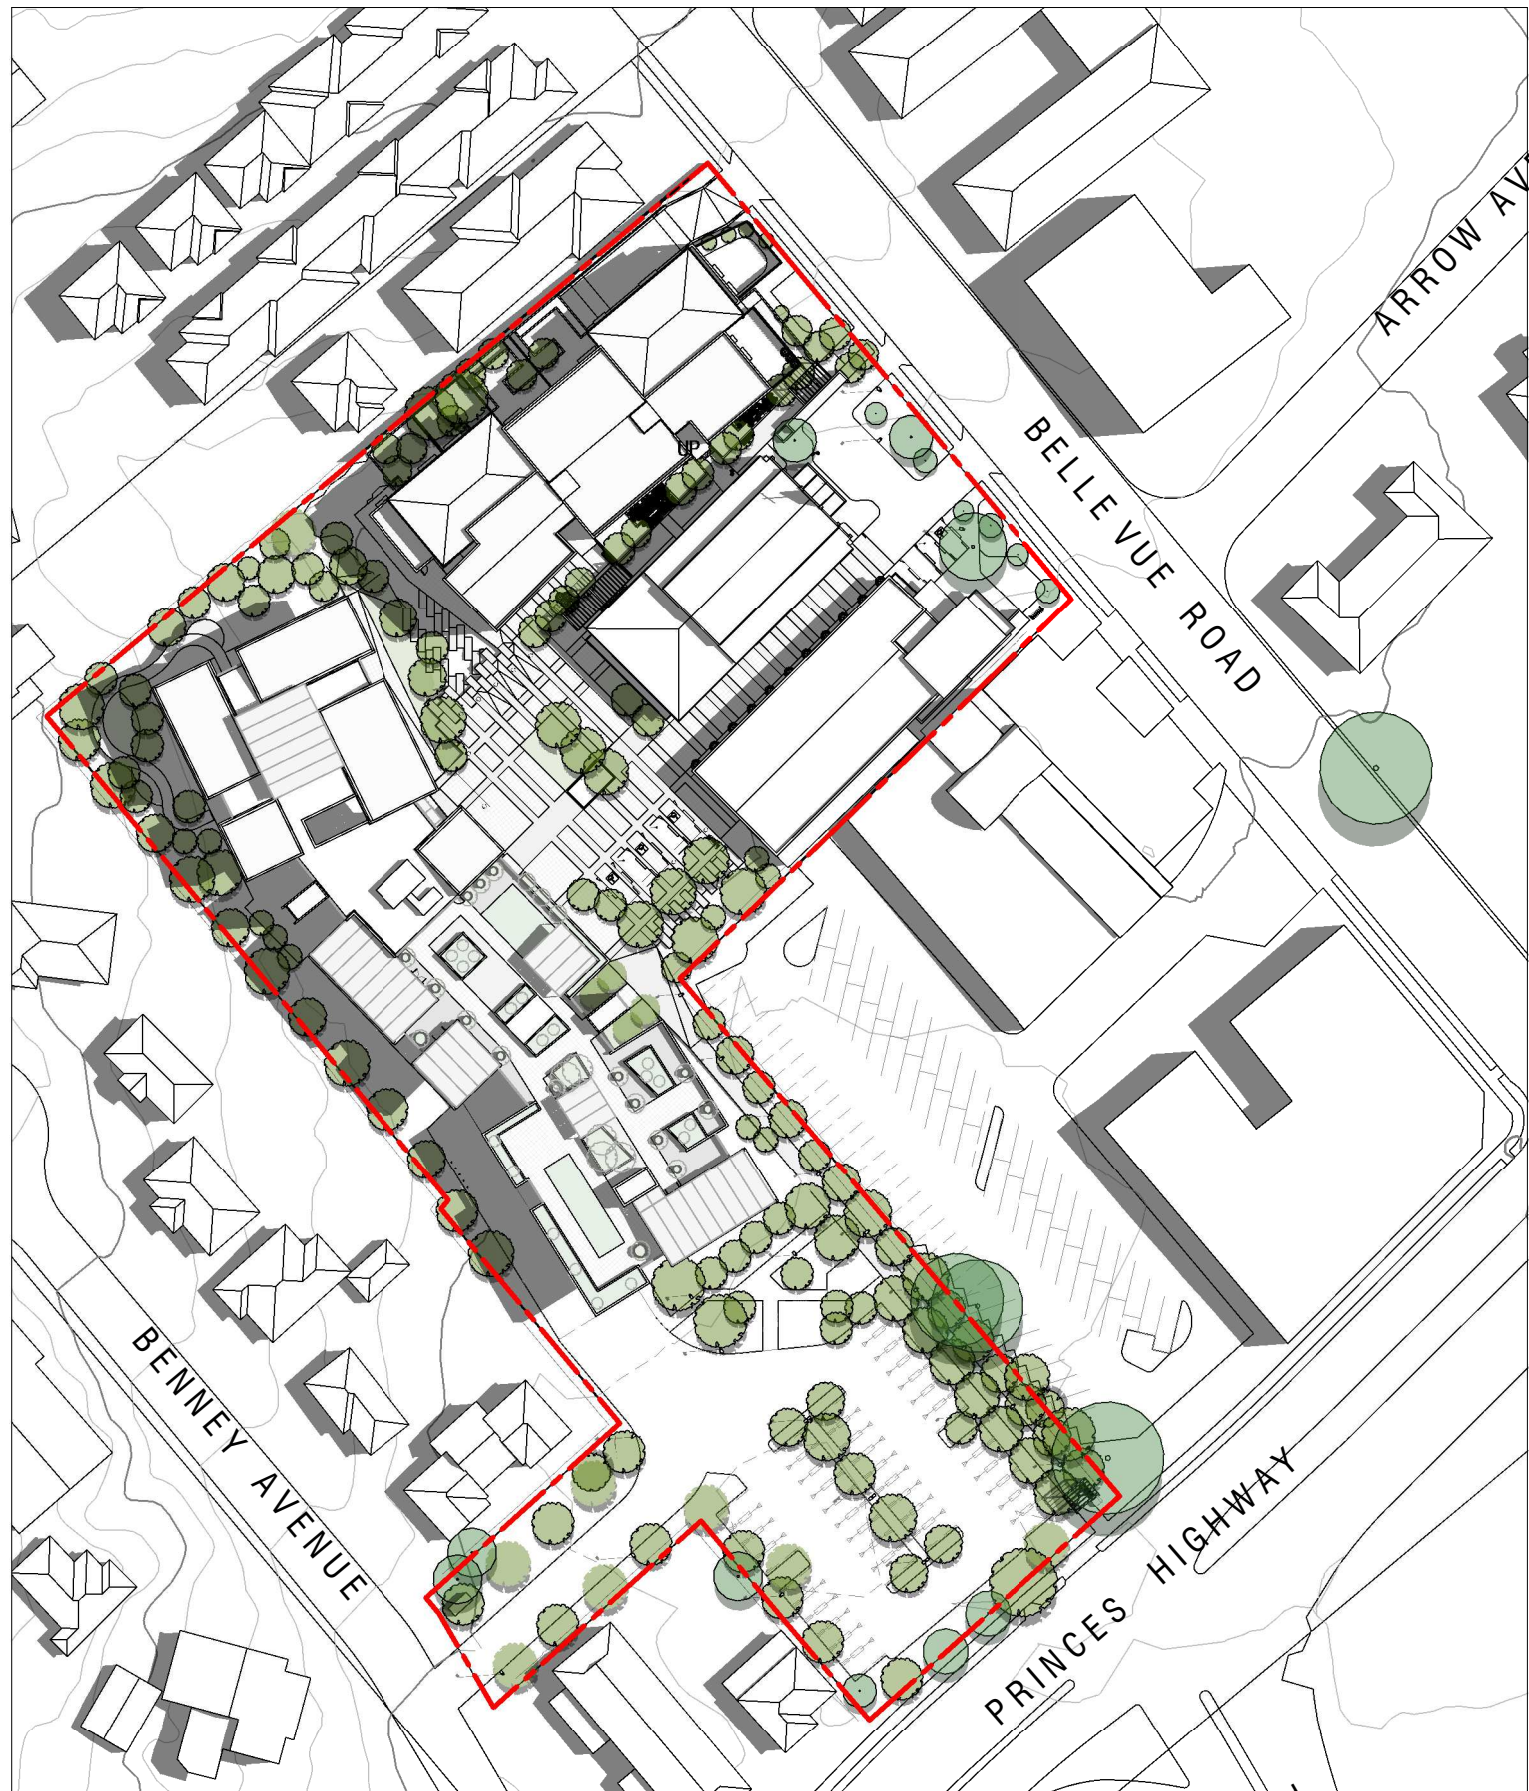 ARROW AV
BELLEVUE ROAD
UP
BENNEY AVENUE
PRINCES HIGHWAY